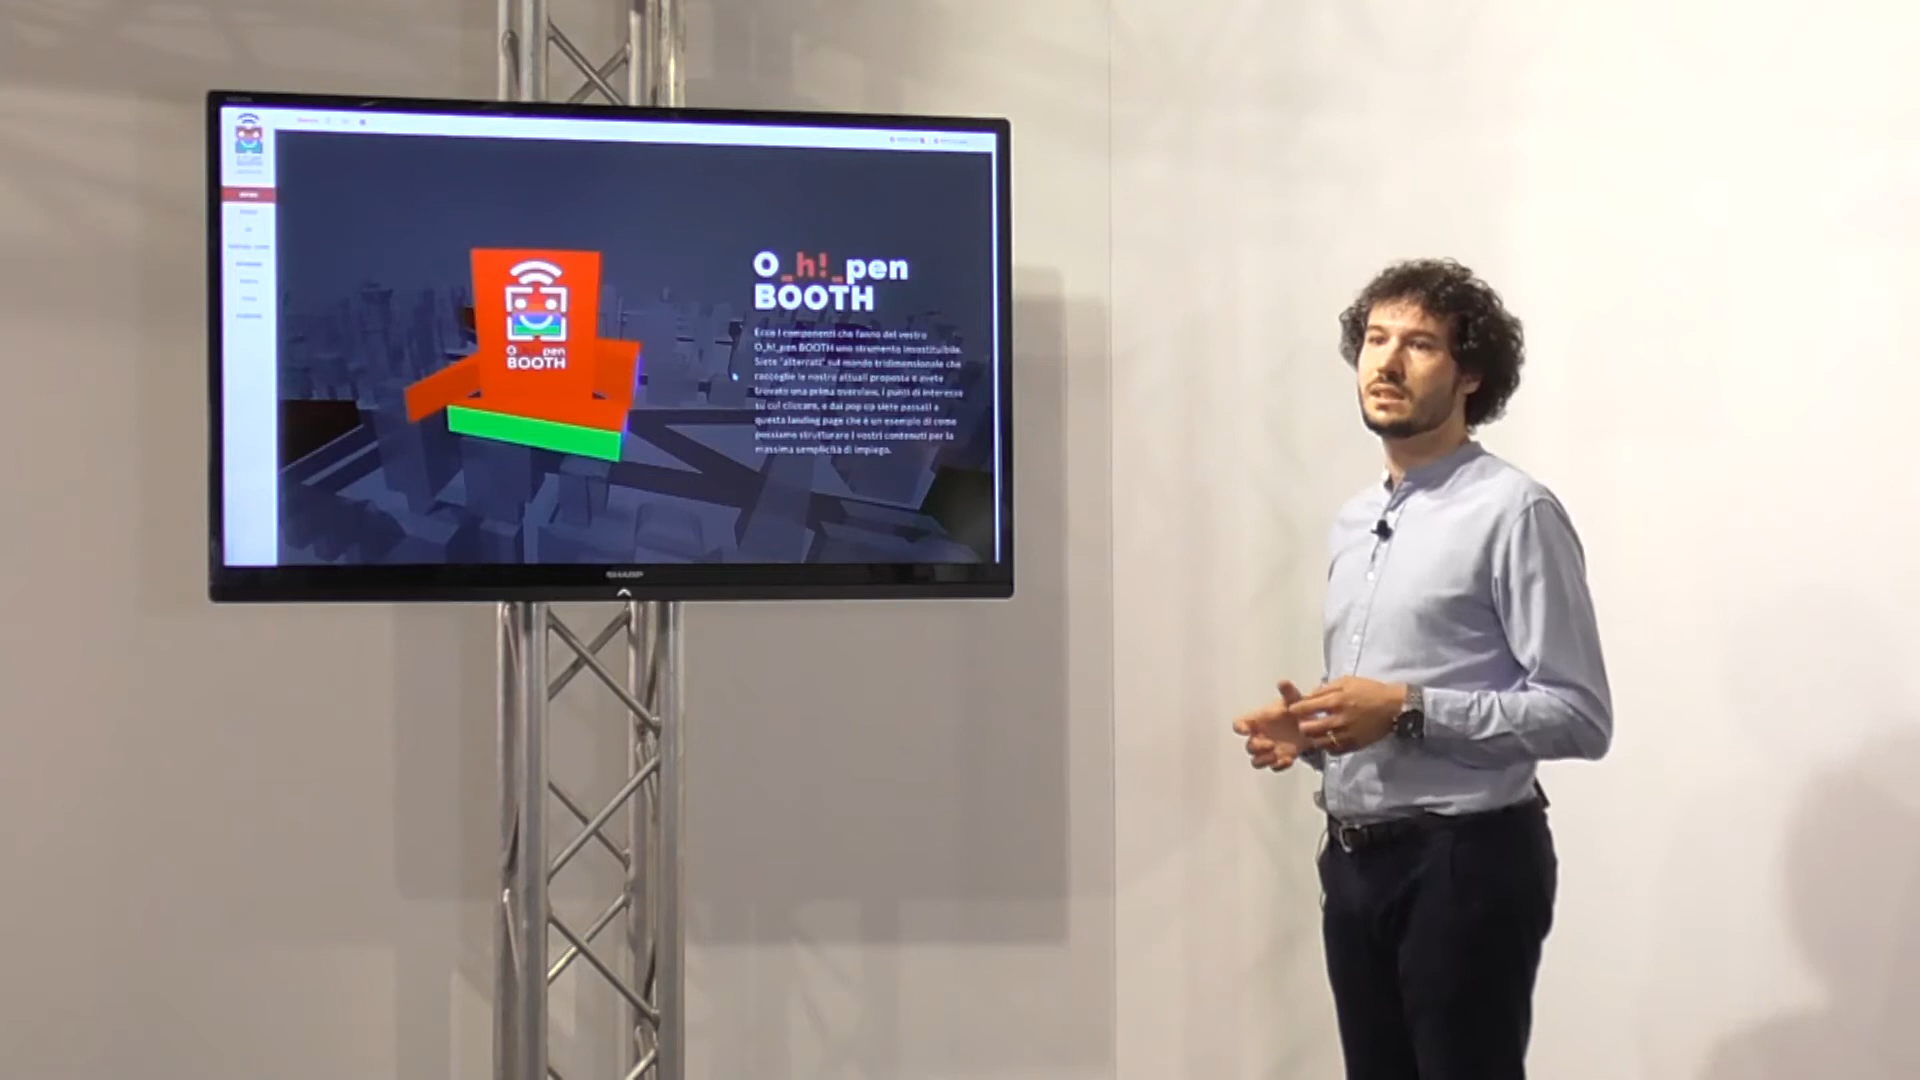 O_h!_pen
BOOTH
Ecco i componenti che fanno del vostro
O_h!_pen BOOTH uno strumento insostituibile.
Siete "atterrati" sul mondo tridimensionale che
raccoglie le nostre attuali proposte e avete
trovato una prima overview, i punti di interesse
su cui cliccare, e dai pop up siete passati a
questa landing page che è un esempio di come
possiamo strutturare i vostri contenuti per la
massima semplicità di impiego.
O pen
BOOTH
SHARP